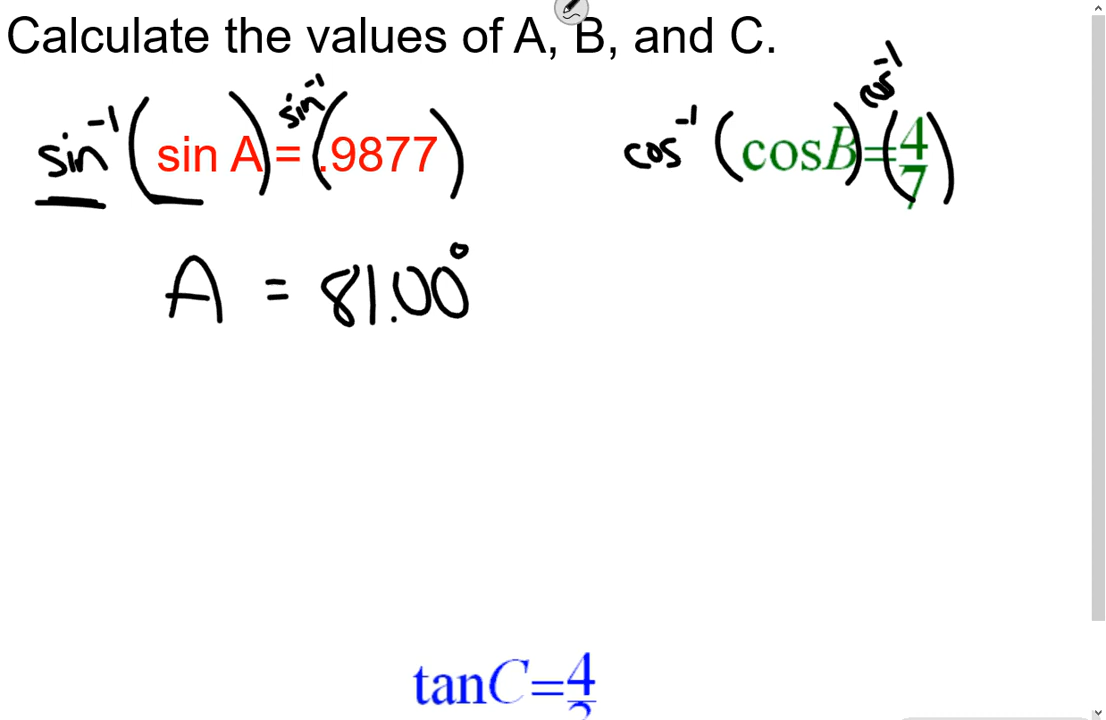 Calculate the values of A, B, and C.
sin⁻¹(sin A) = sin⁻¹(.9877)
cos⁻¹(cosB) = cos⁻¹(4/7)
A = 81.00°
tanC=4